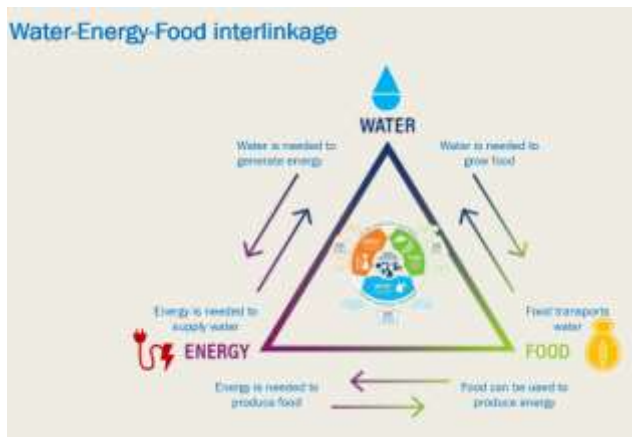 Water-Energy-Food interlinkage
WATER
Water is needed to
generate energy
Water is needed to
grow food
Energy is needed to
supply water
Food transports
water
ENERGY
FOOD
Energy is needed to
produce food
Food can be used to
produce energy